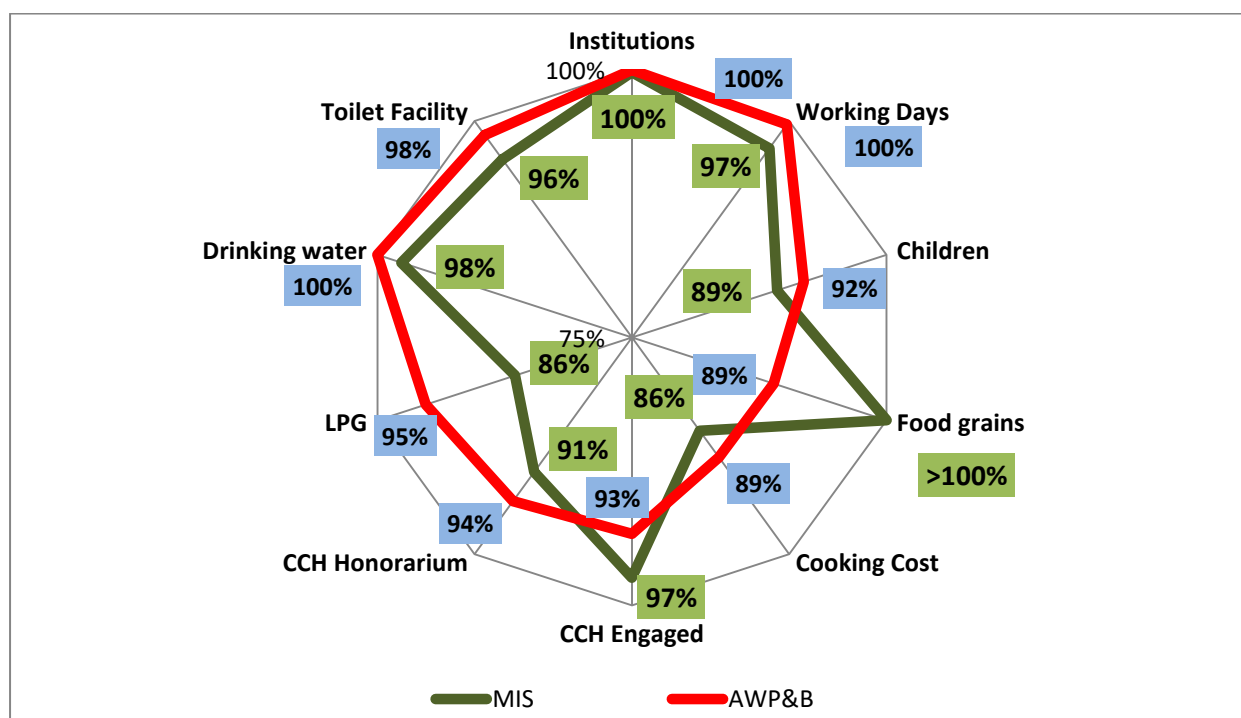 Institutions
100%
100%
Toilet Facility
Working Days
98%
100%
100%
96%
97%
Drinking water
Children
100%
98%
89%
92%
75%
86%
89%
86%
LPG
Food grains
95%
91%
>100%
93%
89%
94%
CCH Honorarium
Cooking Cost
97%
CCH Engaged
MIS
AWP&B